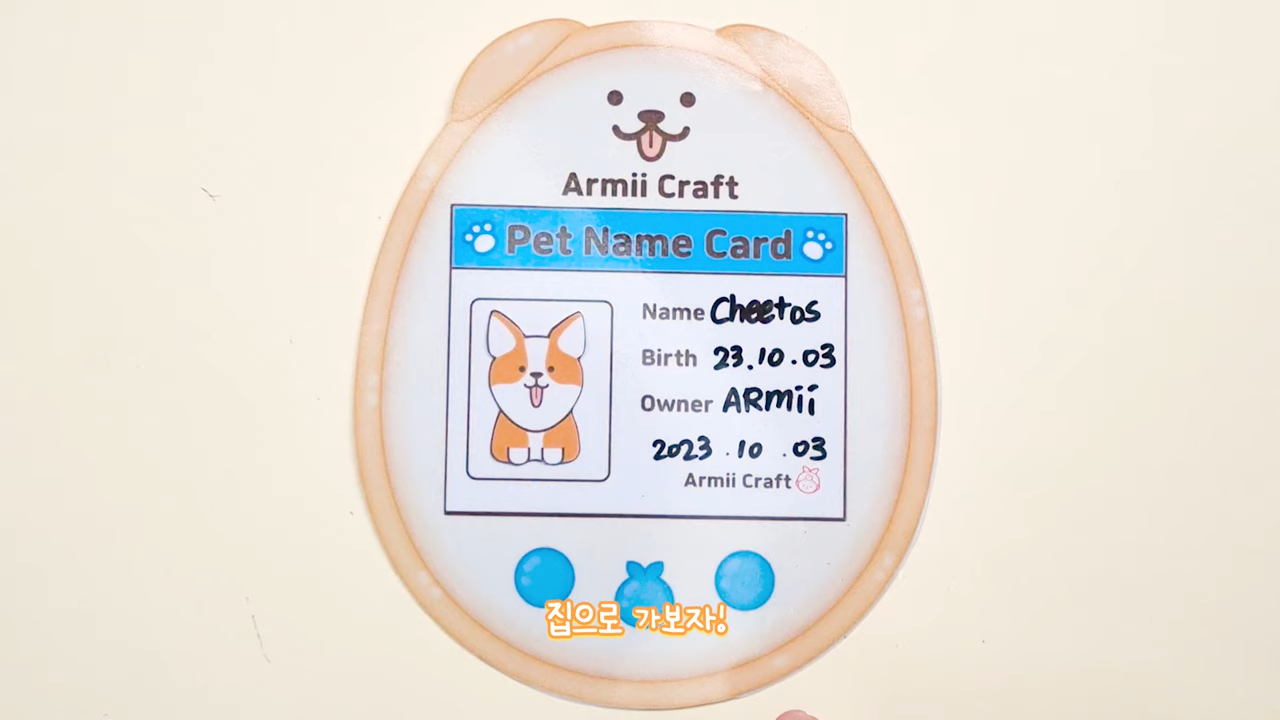 Armii Craft
Pet Name Card
Name Cheetos
Birth 23.10.03
Owner ARmii
2023 .10 .03
Armii Craft
집으로 가보자!